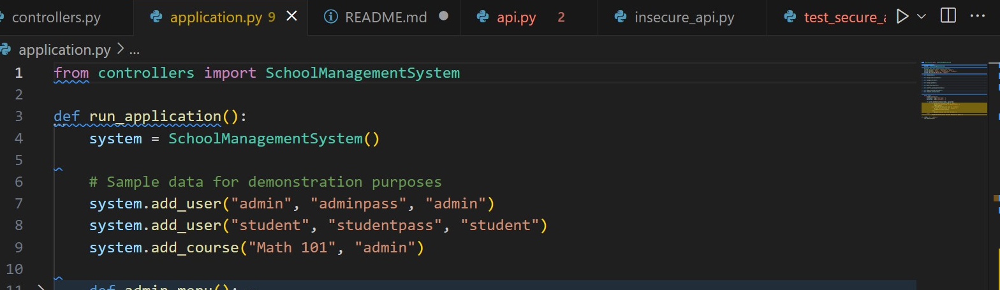 controllers.py application.py 9 README.md api.py 2 insecure_api.py test_secure_a
application.py > ...
1 from controllers import SchoolManagementSystem
2
3 def run_application():
4     system = SchoolManagementSystem()
5
6     # Sample data for demonstration purposes
7     system.add_user("admin", "adminpass", "admin")
8     system.add_user("student", "studentpass", "student")
9     system.add_course("Math 101", "admin")
10
11     def admin_menu():